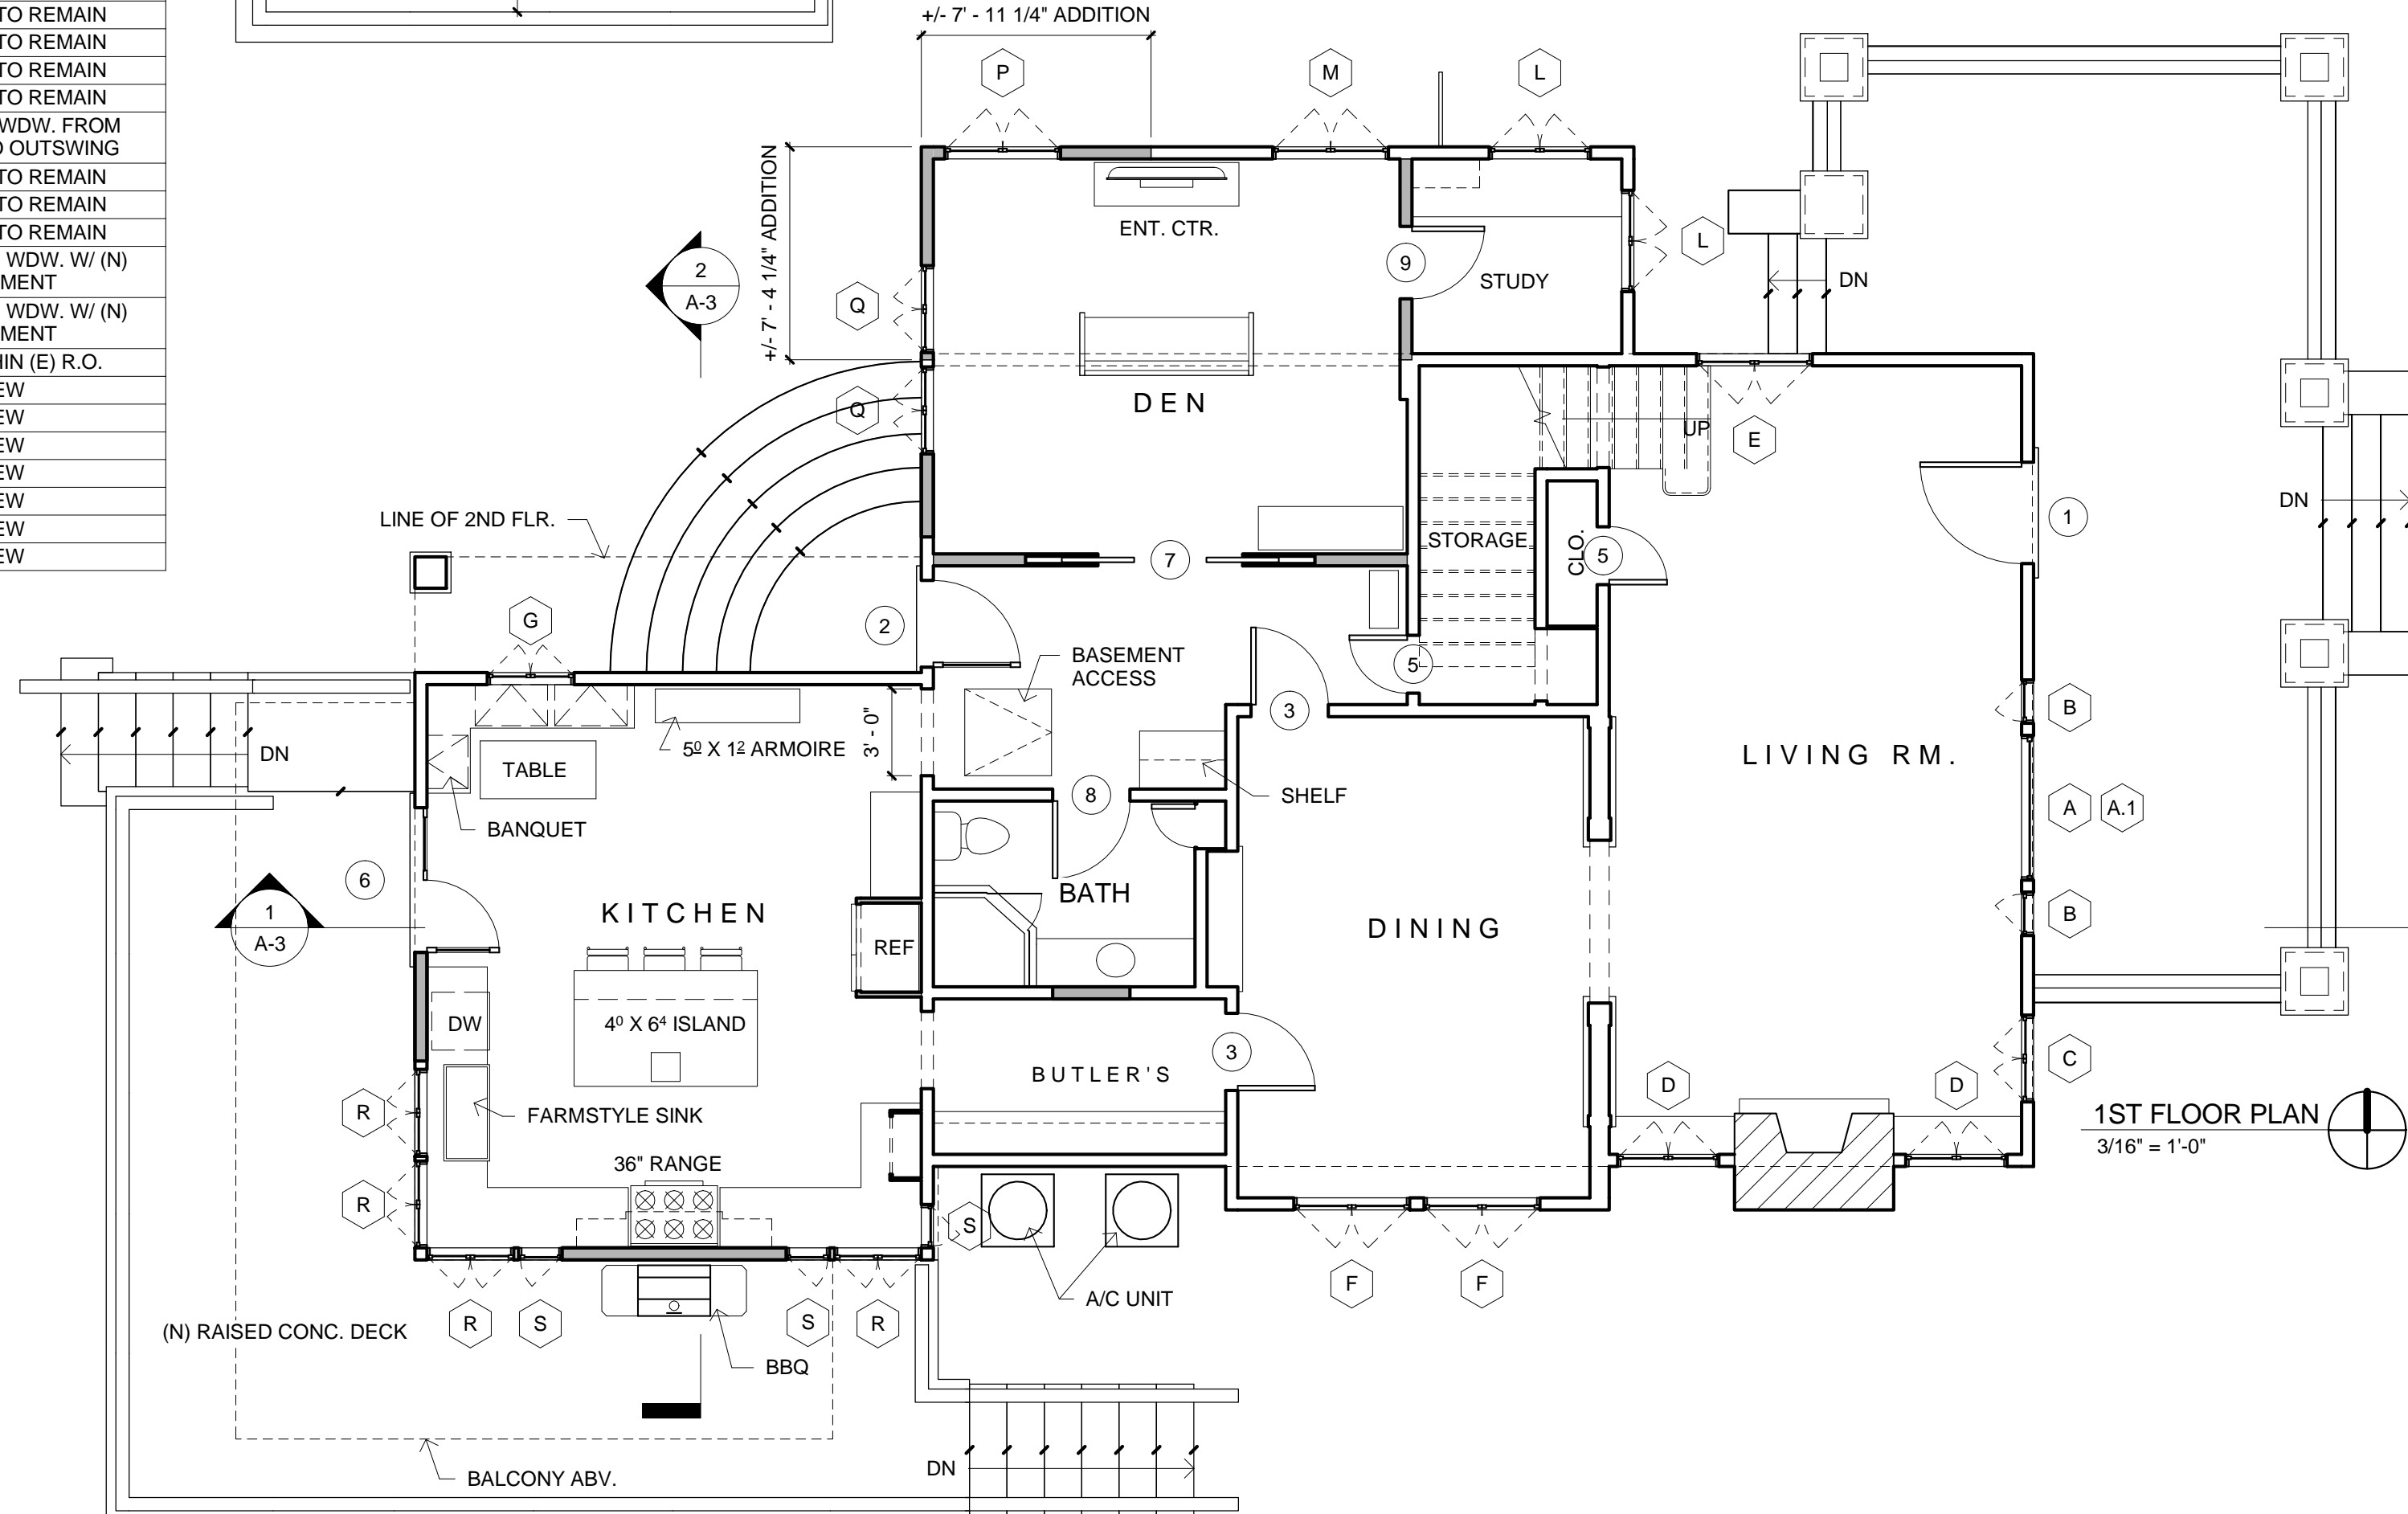 TO REMAIN
TO REMAIN
TO REMAIN
TO REMAIN
WDW. FROM
OUTSWING
TO REMAIN
TO REMAIN
TO REMAIN
WDW. W/ (N)
MENT
WDW. W/ (N)
MENT
HIN (E) R.O.
EW
EW
EW
EW
EW
EW
EW
+/- 7' - 11 1/4" ADDITION
P
M
L
+/- 7' - 4 1/4" ADDITION
ENT. CTR.
2
A-3
9
STUDY
L
DN
Q
Q
DEN
UP
E
LINE OF 2ND FLR.
DN
1
7
STORAGE
CLO.
5
G
2
BASEMENT
ACCESS
5
3
B
3' - 0"
5⁰ X 1² ARMOIRE
DN
TABLE
LIVING RM.
SHELF
8
A
A.1
BANQUET
6
BATH
1
A-3
KITCHEN
REF
DINING
B
DW
4⁰ X 6⁴ ISLAND
3
C
BUTLER'S
D
D
R
FARMSTYLE SINK
1ST FLOOR PLAN
3/16" = 1'-0"
36" RANGE
R
S
F
F
A/C UNIT
R
S
S
R
(N) RAISED CONC. DECK
BBQ
DN
BALCONY ABV.